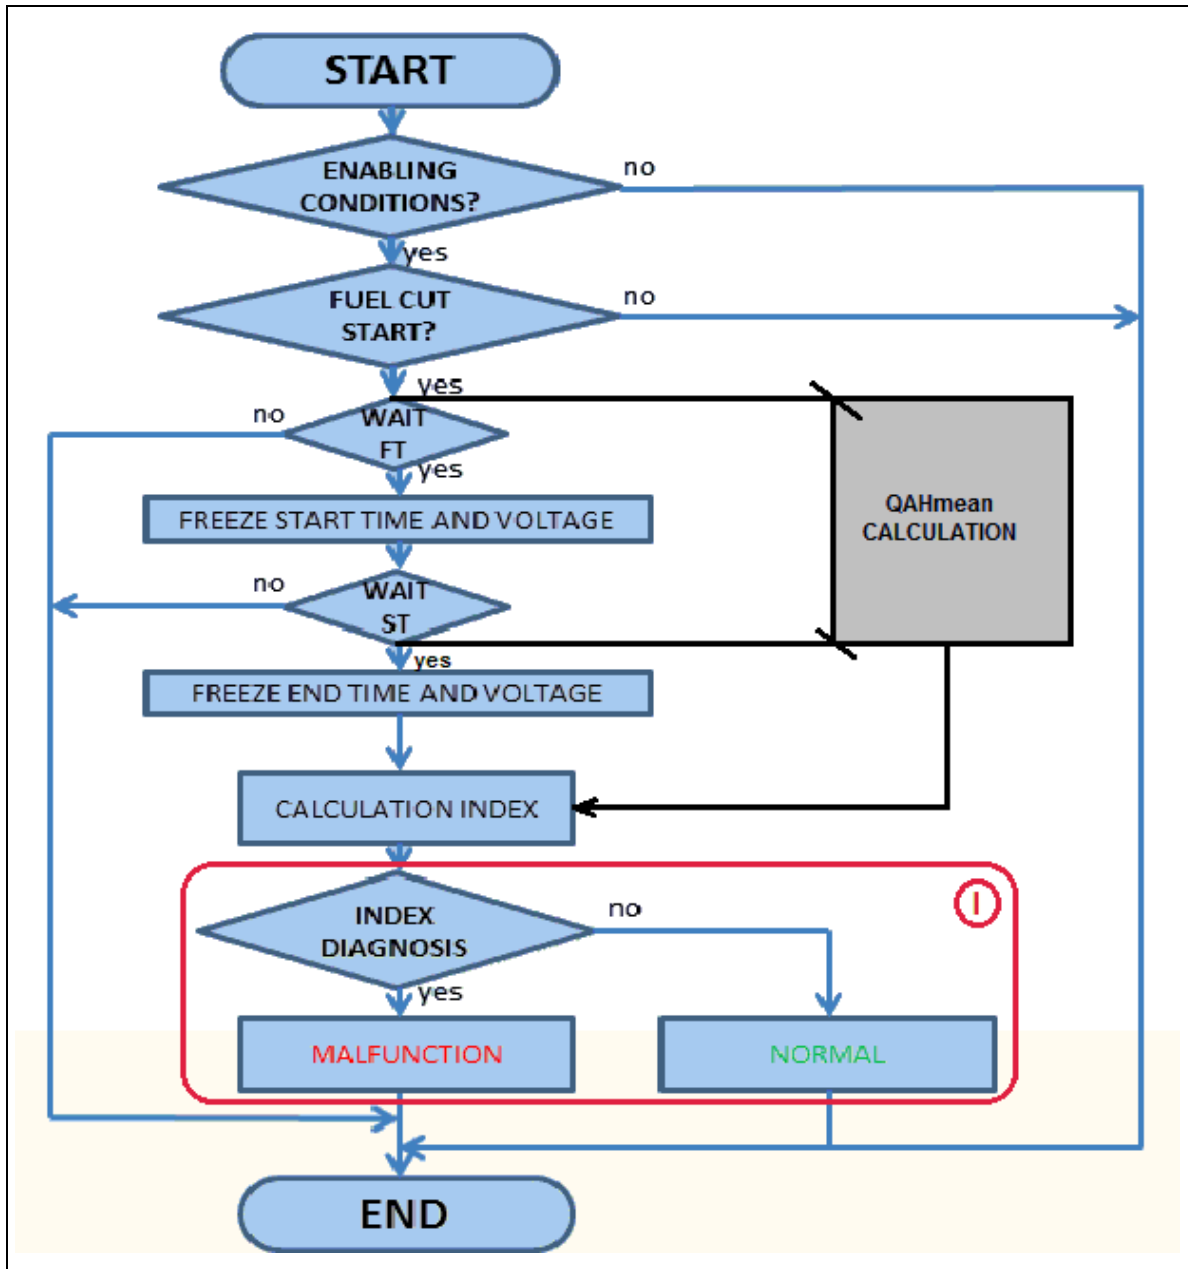 START
ENABLING
CONDITIONS?
no
yes
FUEL CUT
START?
no
yes
no
WAIT
FT
yes
QAHmean
CALCULATION
FREEZE START TIME AND VOLTAGE
no
WAIT
ST
yes
FREEZE END TIME AND VOLTAGE
CALCULATION INDEX
I
INDEX
DIAGNOSIS
no
yes
MALFUNCTION
NORMAL
END